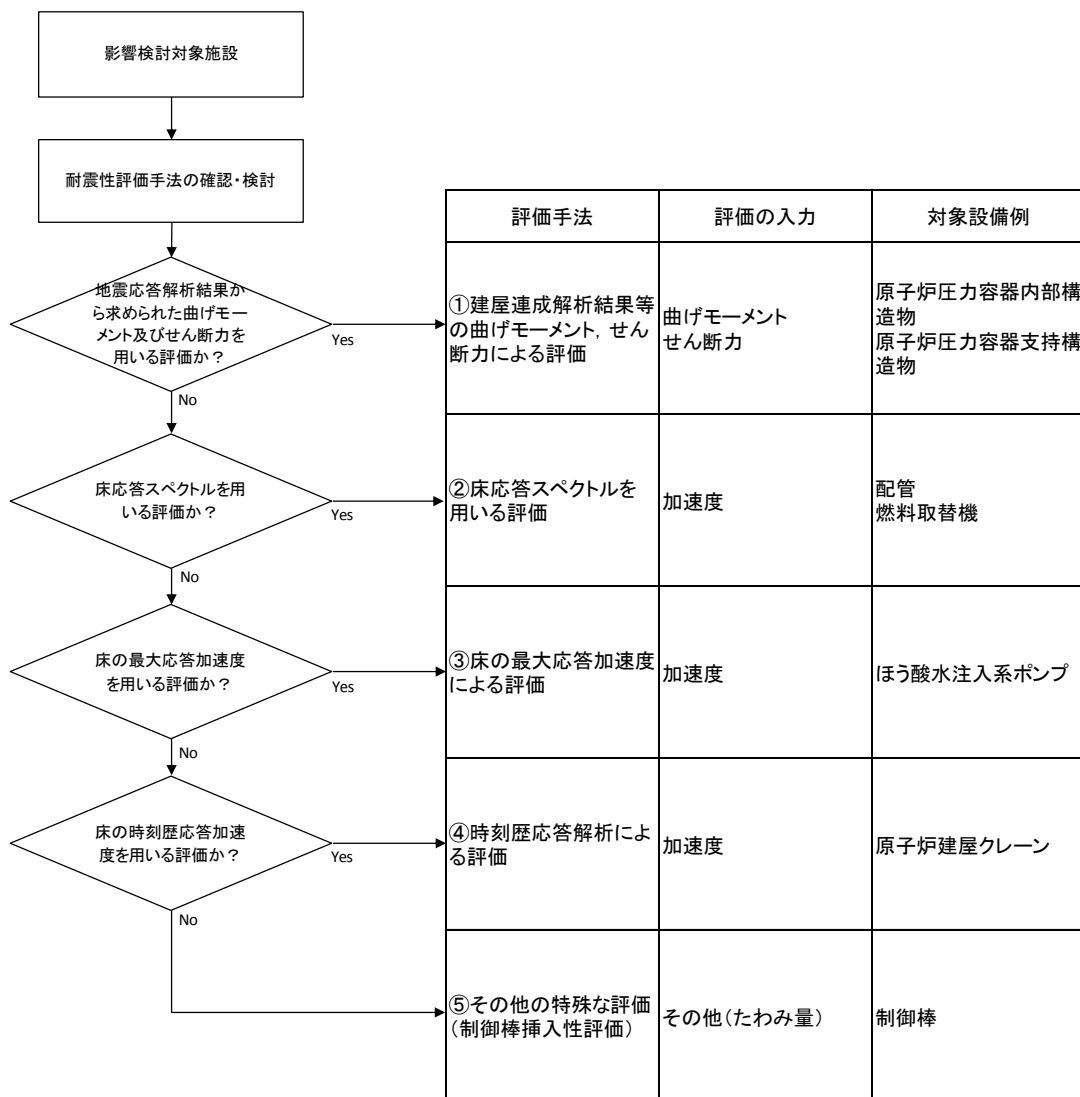 影響検討対象施設
耐震性評価手法の確認・検討
評価手法
評価の入力
対象設備例
地震応答解析結果か
ら求められた曲げモー
メント及びせん断力を
用いる評価か?
Yes
No
①建屋連成解析結果等
の曲げモーメント,せん
断力による評価
曲げモーメント
せん断力
原子炉圧力容器内部構
造物
原子炉圧力容器支持構
造物
床応答スペクトルを用
いる評価か?
Yes
No
②床応答スペクトルを
用いる評価
加速度
配管
燃料取替機
床の最大応答加速度
を用いる評価か?
Yes
No
③床の最大応答加速度
による評価
加速度
ほう酸水注入系ポンプ
床の時刻歴応答加速
度を用いる評価か?
Yes
No
④時刻歴応答解析によ
る評価
加速度
原子炉建屋クレーン
⑤その他の特殊な評価
(制御棒挿入性評価)
その他(たわみ量)
制御棒